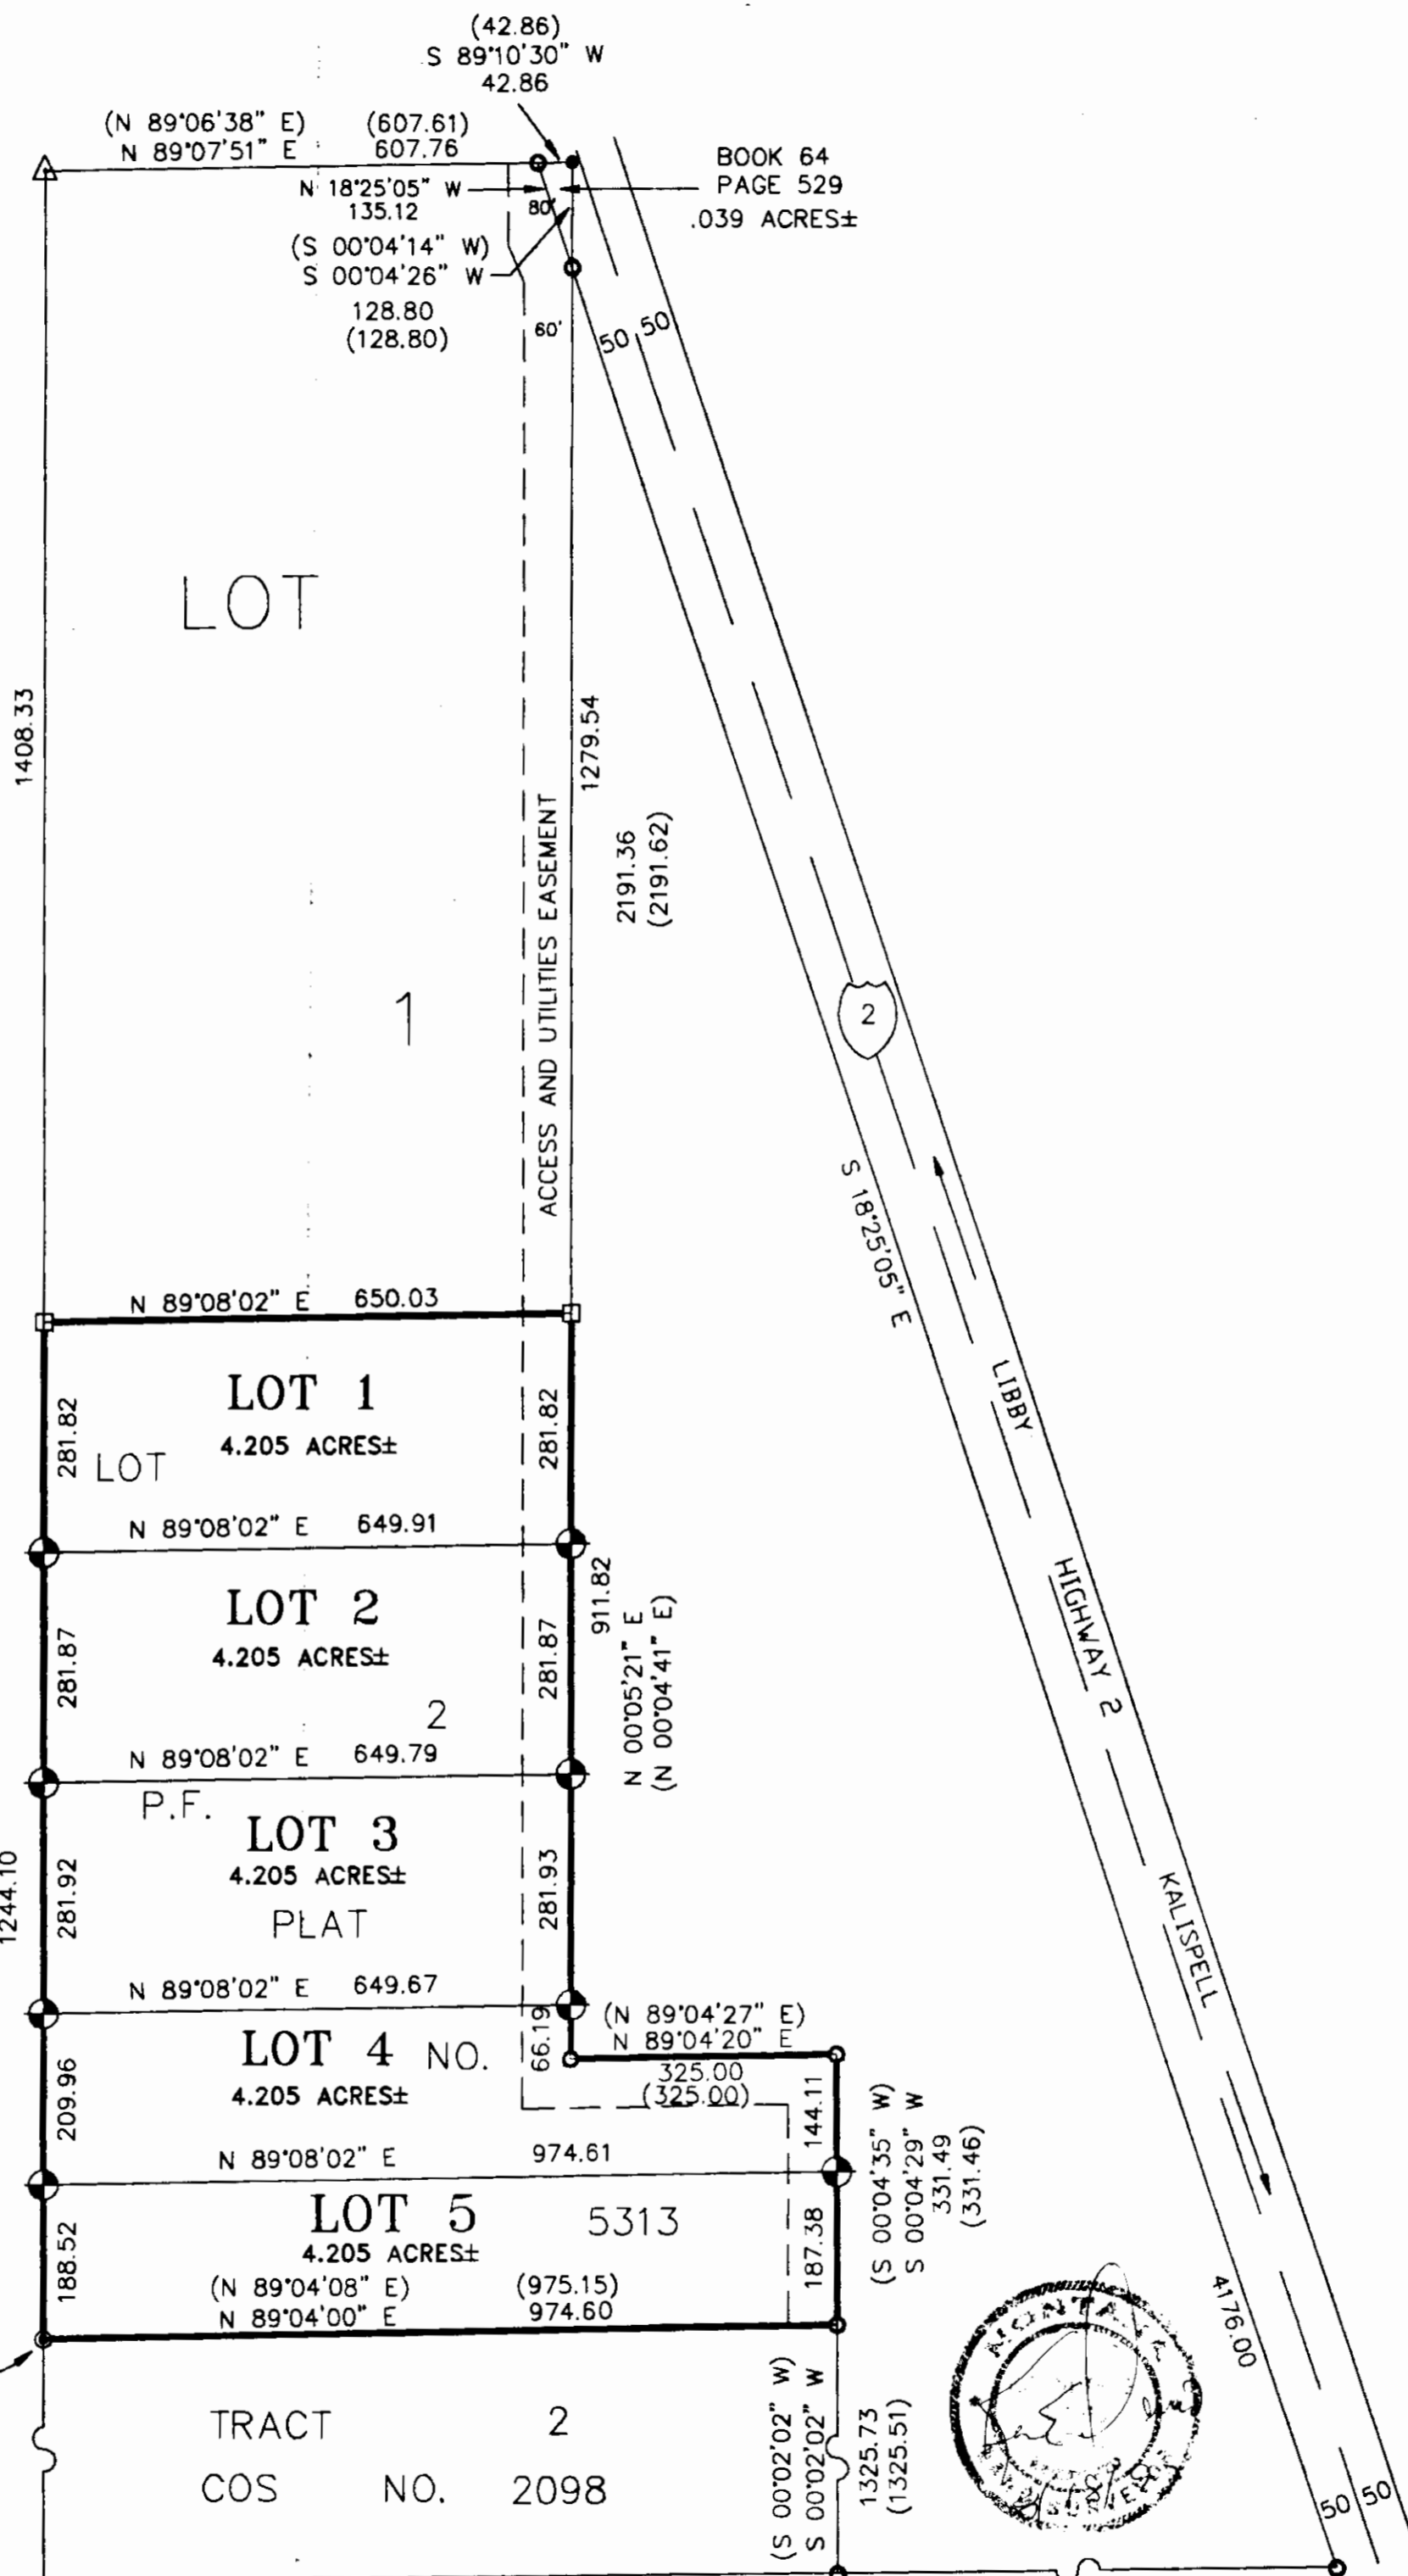 (42.86)
S 89°10'30" W
42.86
(N 89°06'38" E) (607.61)
N 89°07'51" E 607.76
BOOK 64
PAGE 529
.039 ACRES±
N 18°25'05" W
135.12
80'
(S 00°04'14" W)
S 00°04'26" W
128.80
(128.80)
60'
50 50
LOT
1408.33
1279.54
2191.36
(2191.62)
ACCESS AND UTILITIES EASEMENT
1
2
S 18°25'05" E
LIBBY
HIGHWAY 2
KALISPELL
4176.00
50 50
N 89°08'02" E 650.03
LOT 1
4.205 ACRES±
281.82
281.82
LOT
N 89°08'02" E 649.91
LOT 2
4.205 ACRES±
281.87
281.87
911.82
N 00°05'21" E
(N 00°04'41" E)
2
N 89°08'02" E 649.79
P.F.
LOT 3
4.205 ACRES±
1244.10
281.92
281.93
PLAT
N 89°08'02" E 649.67
66.19
(N 89°04'27" E)
N 89°04'20" E
325.00
(325.00)
LOT 4 NO.
4.205 ACRES±
209.96
144.11
(S 00°04'35" W)
S 00°04'29" W
331.49
(331.46)
N 89°08'02" E 974.61
LOT 5 5313
4.205 ACRES±
188.52
187.38
(N 89°04'08" E) (975.15)
N 89°04'00" E 974.60
TRACT 2
COS NO. 2098
(S 00°02'02" W)
S 00°02'02" W
1325.73
(1325.51)
MONTANA